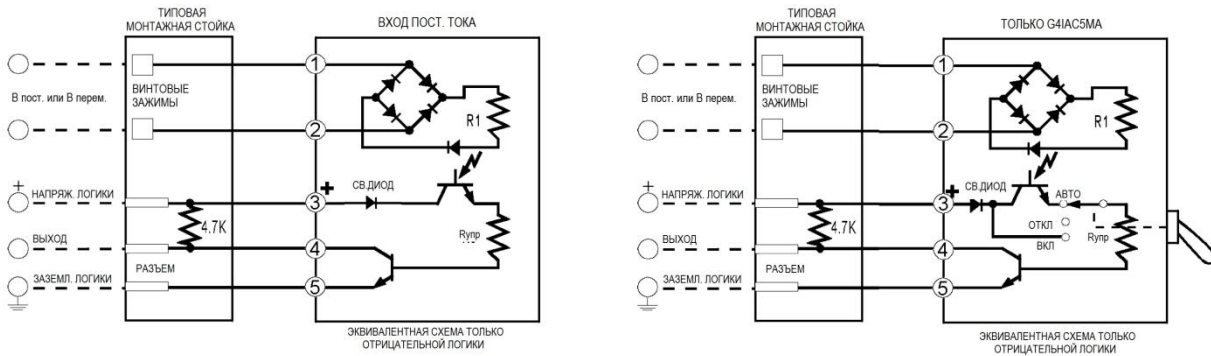 ТИПОВАЯ
МОНТАЖНАЯ СТОЙКА
ВХОД ПОСТ. ТОКА
1
ВИНТОВЫЕ
ЗАЖИМЫ
В пост. или В перем.
R1
2
+
НАПРЯЖ. ЛОГИКИ
+
СВ.ДИОД
3
4.7K
Rупр
ВЫХОД
4
РАЗЪЕМ
ЗАЗЕМЛ. ЛОГИКИ
5
ЭКВИВАЛЕНТНАЯ СХЕМА ТОЛЬКО
ОТРИЦАТЕЛЬНОЙ ЛОГИКИ
ТИПОВАЯ
МОНТАЖНАЯ СТОЙКА
ТОЛЬКО G4IAC5MA
1
ВИНТОВЫЕ
ЗАЖИМЫ
В пост. или В перем.
R1
2
+
НАПРЯЖ. ЛОГИКИ
+
СВ.ДИОД
АВТО
3
4.7K
ОТКЛ
ВКЛ
Rупр
ВЫХОД
4
РАЗЪЕМ
ЗАЗЕМЛ. ЛОГИКИ
5
ЭКВИВАЛЕНТНАЯ СХЕМА ТОЛЬКО
ОТРИЦАТЕЛЬНОЙ ЛОГИКИ